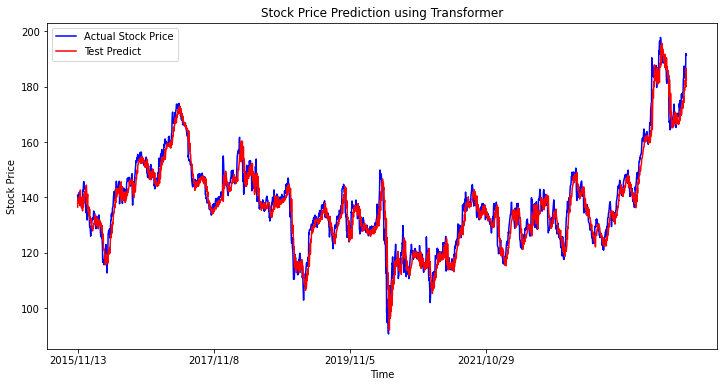 Stock Price Prediction using Transformer
Actual Stock Price
Test Predict
200
180
160
140
120
100
Stock Price
2015/11/13
2017/11/8
2019/11/5
2021/10/29
Time